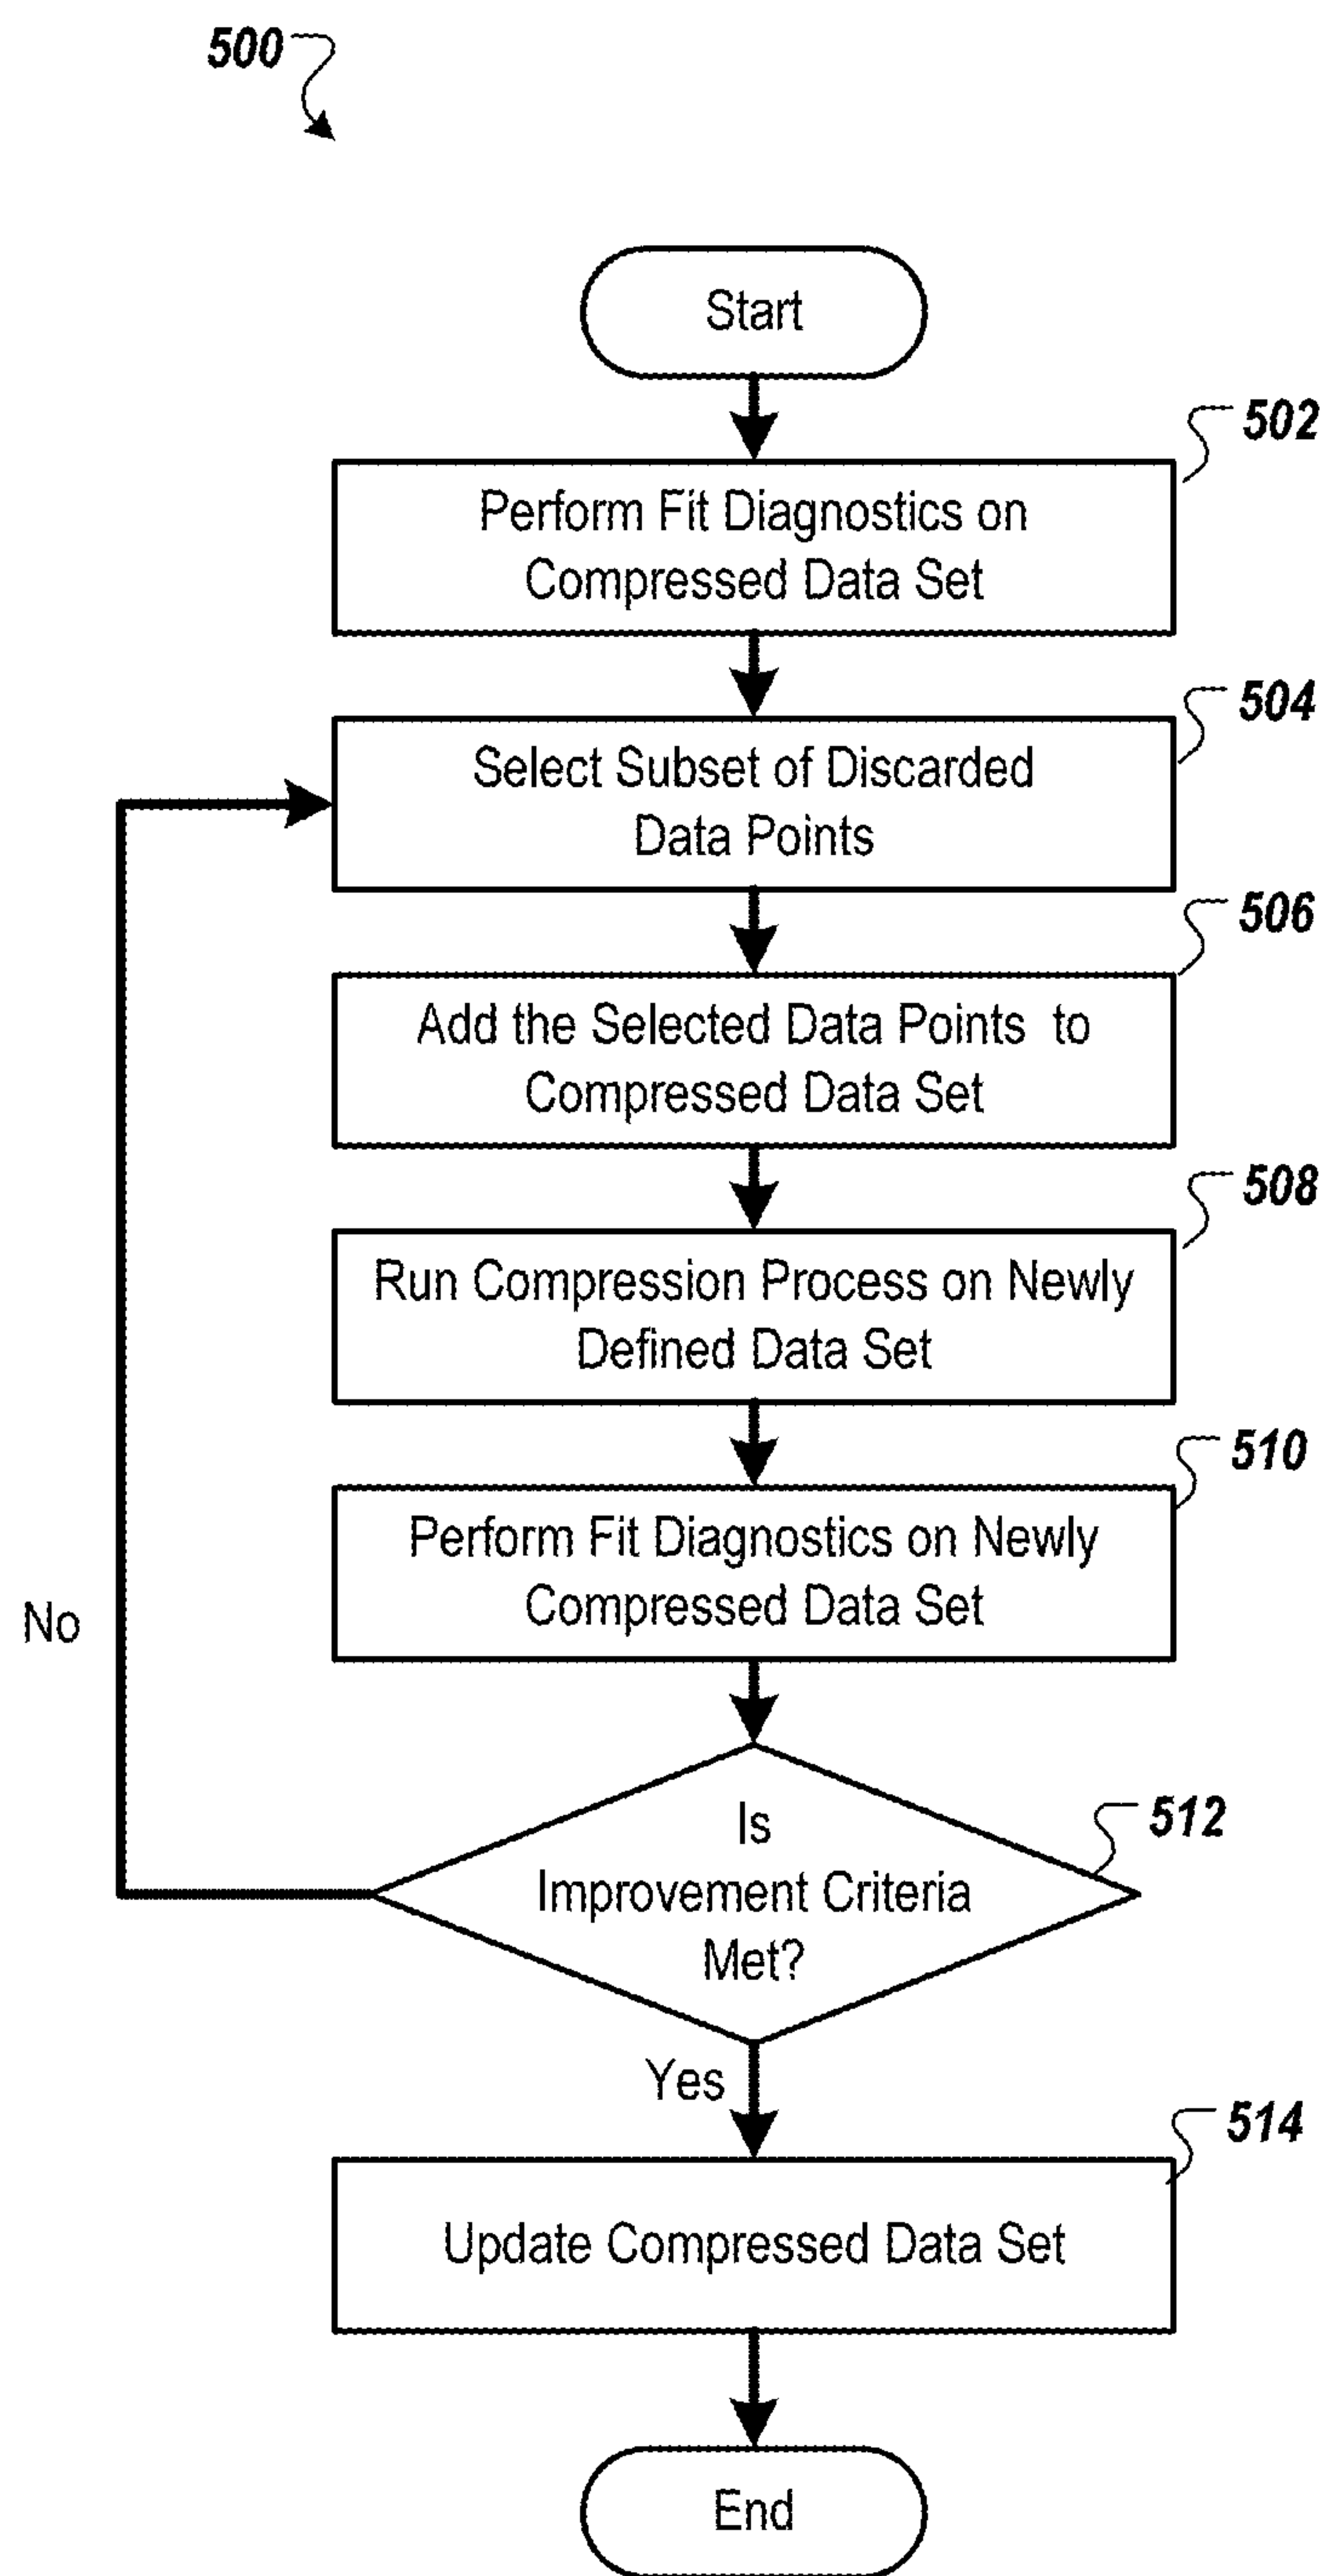 500
Start
502
Perform Fit Diagnostics on
Compressed Data Set
504
Select Subset of Discarded
Data Points
506
Add the Selected Data Points to
Compressed Data Set
508
Run Compression Process on Newly
Defined Data Set
510
Perform Fit Diagnostics on Newly
Compressed Data Set
No
512
Is
Improvement Criteria
Met?
Yes
514
Update Compressed Data Set
End